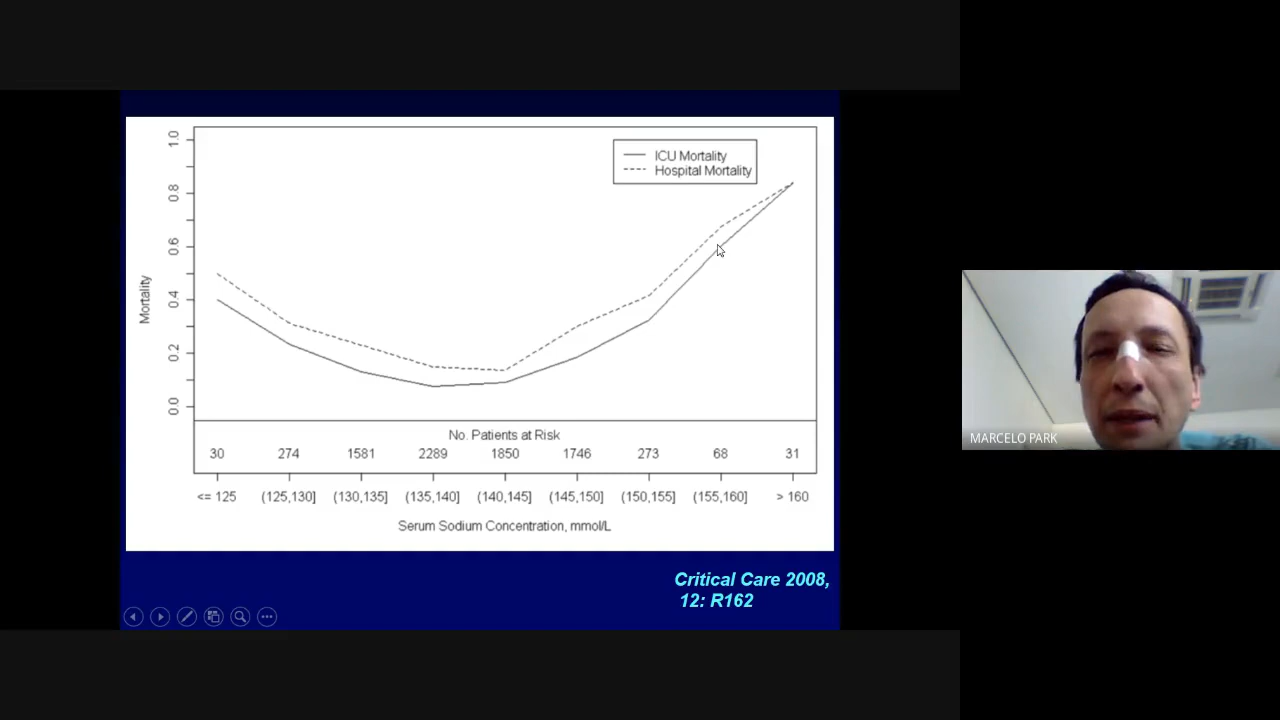 ICU Mortality
Hospital Mortality
1.0
0.8
0.6
0.4
0.2
0.0
Mortality
No. Patients at Risk
30 274 1581 2289 1850 1746 273 68 31
<= 125 (125,130] (130,135] (135,140] (140,145] (145,150] (150,155] (155,160] > 160
Serum Sodium Concentration, mmol/L
Critical Care 2008,
12: R162
MARCELO PARK